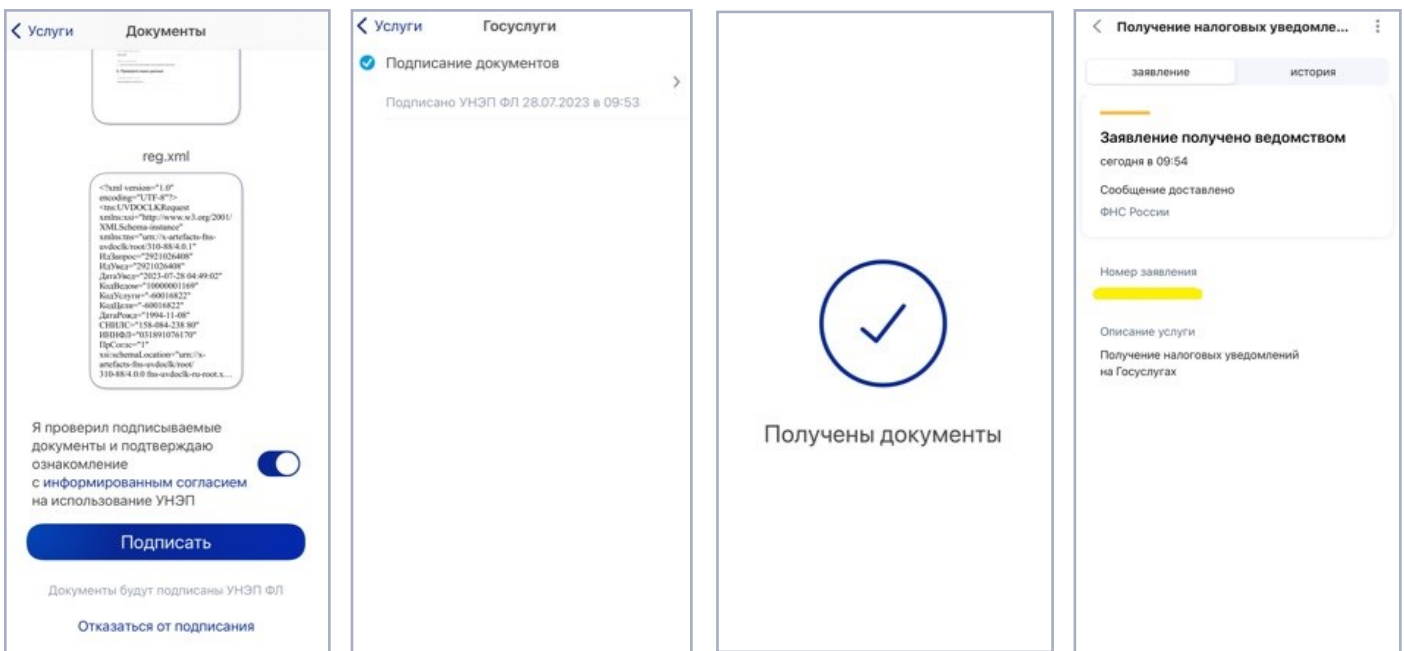 Услуги
Документы
reg.xml
<?xml version="1.0"
encoding="UTF-8"?>
<tns:UVDOCLKRequest
xmlns:xsi="http://www.w3.org/2001/
XMLSchema-instance"
xmlns:tns="urn://x-artefacts-fns-
uvdoclk/root/310-88/4.0.1"
ИдЗапрос="2921026408"
ИдУвед="2921026408"
ДатаУвед="2023-07-28 04:49:02"
КодВедом="10000001169"
КодУслуги="-60016822"
КодЦели="-60016822"
ДатаРожд="1994-11-08"
СНИЛС="158-084-238 80"
ИННФЛ="031891076170"
ПрСоглас="1"
xsi:schemaLocation="urn://x-
artefacts-fns-uvdoclk/root/
310-88/4.0.0 fns-uvdoclk-ru-root.x...
Я проверил подписываемые
документы и подтверждаю
ознакомление
с информированным согласием
на использование УНЭП
Подписать
Документы будут подписаны УНЭП ФЛ
Отказаться от подписания
Услуги
Госуслуги
Подписание документов
Подписано УНЭП ФЛ 28.07.2023 в 09:53
Получены документы
Получение налоговых уведомле...
заявление
история
Заявление получено ведомством
сегодня в 09:54
Сообщение доставлено
ФНС России
Номер заявления
Описание услуги
Получение налоговых уведомлений
на Госуслугах